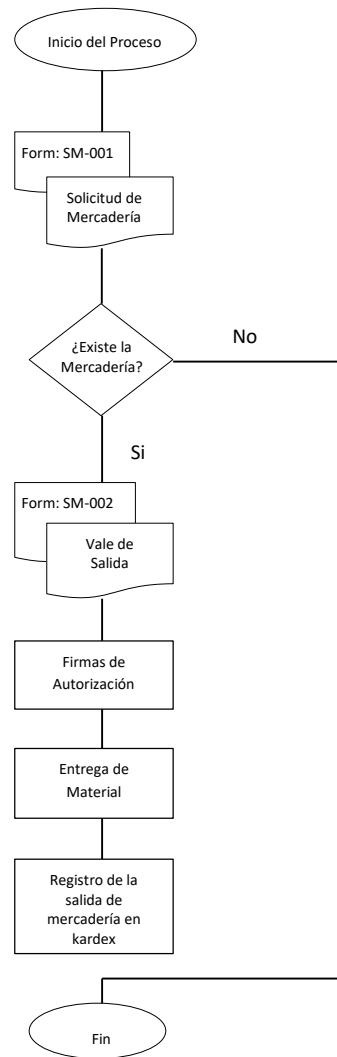 Inicio del Proceso
Form: SM-001
Solicitud de
Mercadería
¿Existe la
Mercadería?
No
Si
Form: SM-002
Vale de
Salida
Firmas de
Autorización
Entrega de
Material
Registro de la
salida de
mercadería en
kardex
Fin